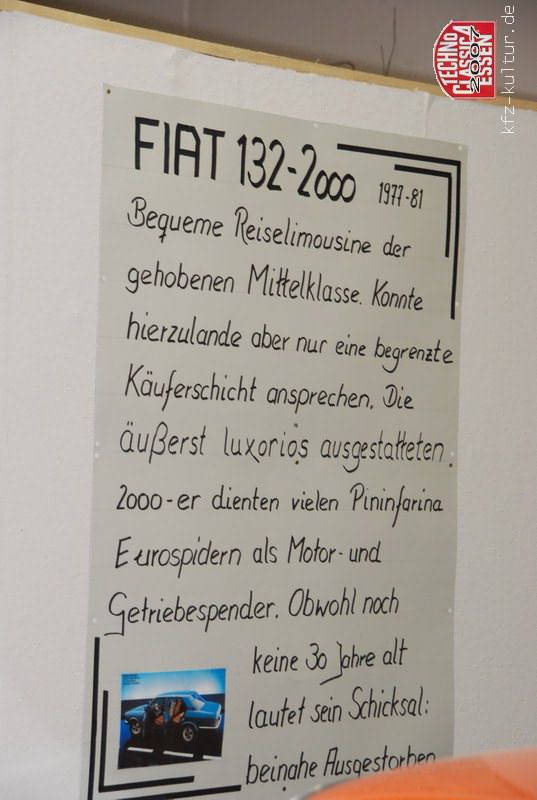 TECHNO
CLASSICA
ESSEN
2007
kfz-kultur.de
FIAT 132-2000 1977-81
Bequeme Reiselimousine der
gehobenen Mittelklasse. Konnte
hierzulande aber nur eine begrenzte
Käuferschicht ansprechen. Die
äußerst luxoriös ausgestatteten
2000-er dienten vielen Pininfarina
Eurospidern als Motor- und
Getriebespender. Obwohl noch
keine 30 Jahre alt
lautet sein Schicksal:
beinahe Ausgestorben